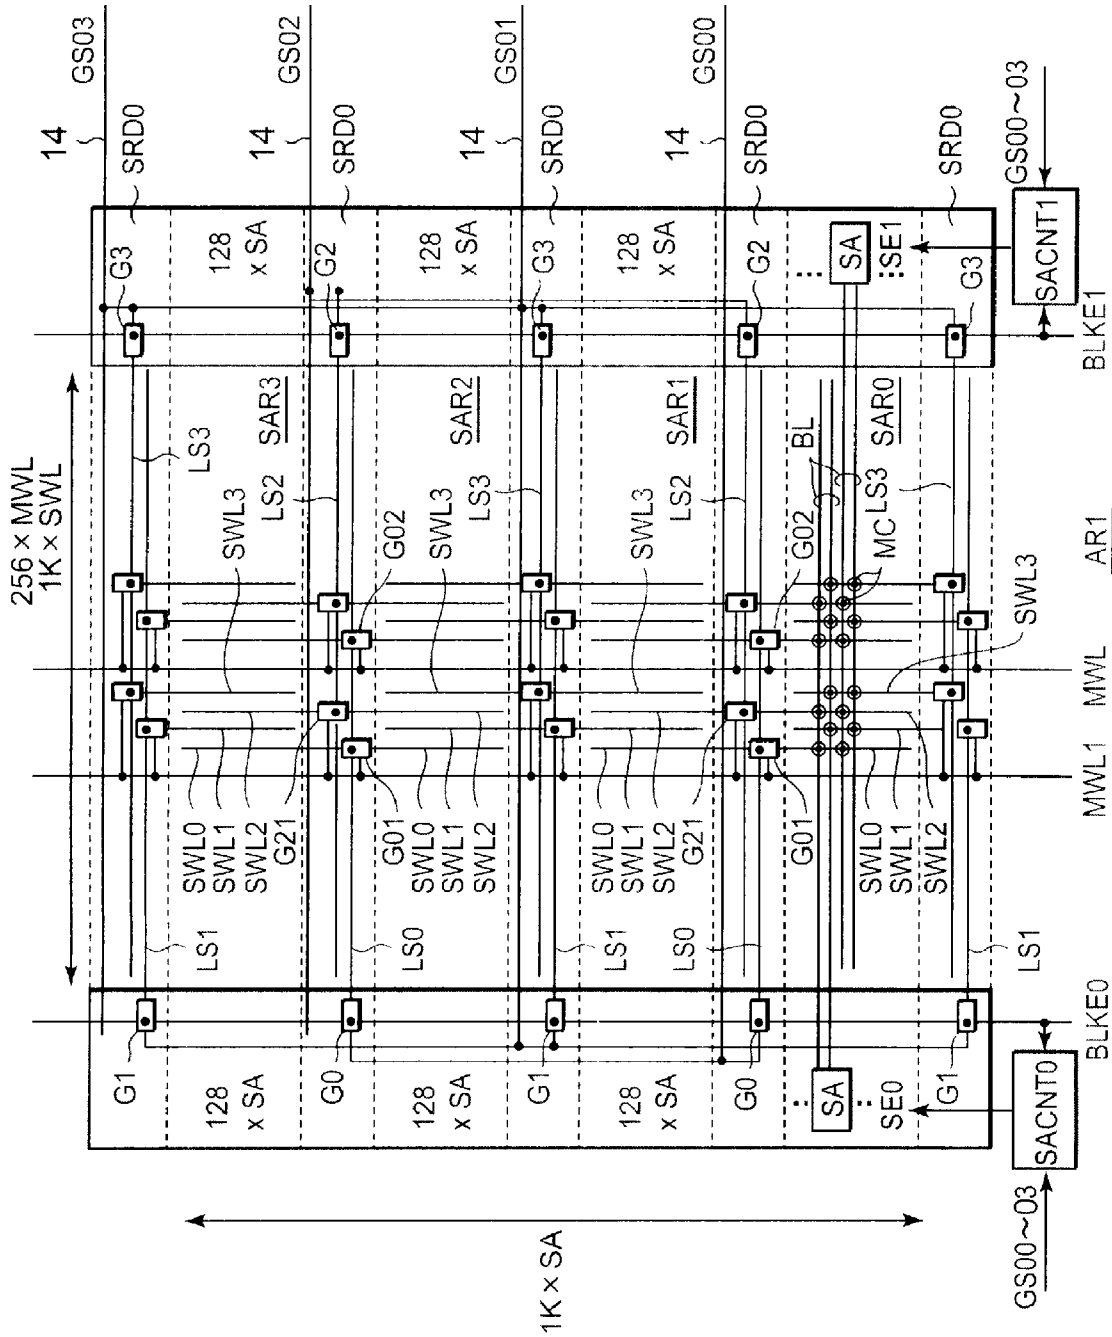 256 × MWL
1K × SWL
14
GS03
G1
LS1
LS3
G3
SRD0
128
x SA
SWL0
SWL1
SWL2
SWL3
SAR3
128
x SA
14
GS02
G21
G0
LS0
G01
G02
LS2
G2
SRD0
128
x SA
SWL0
SWL1
SWL2
SWL3
SAR2
128
x SA
14
GS01
1K × SA
G1
LS1
LS3
G3
SRD0
128
x SA
SWL0
SWL1
SWL2
SWL3
SAR1
128
x SA
14
GS00
G21
G0
LS0
G01
G02
LS2
G2
SRD0
SA
BL
SA
SE0
SWL0
SWL1
SWL2
MC
SAR0
SE1
G1
LS1
SWL3
LS3
G3
SRD0
GS00~03
SACNT0
SACNT1
GS00~03
BLKE0
MWL1
MWL
AR1
BLKE1